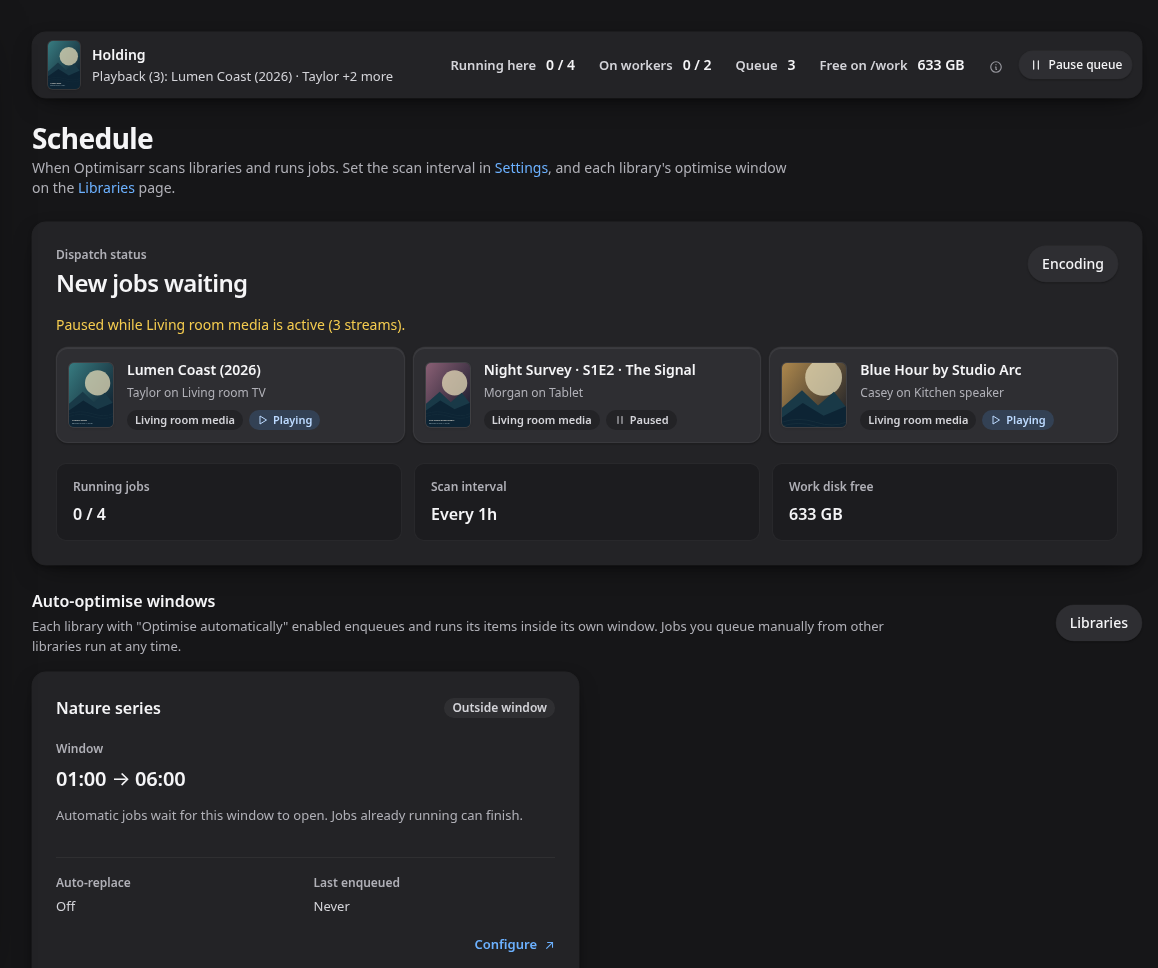 Holding
Playback (3): Lumen Coast (2026) · Taylor +2 more
Running here 0 / 4 On workers 0 / 2 Queue 3 Free on /work 633 GB Pause queue
Schedule
When Optimisarr scans libraries and runs jobs. Set the scan interval in Settings, and each library's optimise window
on the Libraries page.
Dispatch status
New jobs waiting
Encoding
Paused while Living room media is active (3 streams).
Lumen Coast (2026)
Taylor on Living room TV
Living room media Playing
Night Survey · S1E2 · The Signal
Morgan on Tablet
Living room media Paused
Blue Hour by Studio Arc
Casey on Kitchen speaker
Living room media Playing
Running jobs
0 / 4
Scan interval
Every 1h
Work disk free
633 GB
Auto-optimise windows
Each library with "Optimise automatically" enabled enqueues and runs its items inside its own window. Jobs you queue manually from other
libraries run at any time.
Libraries
Nature series
Outside window
Window
01:00 → 06:00
Automatic jobs wait for this window to open. Jobs already running can finish.
Auto-replace
Off
Last enqueued
Never
Configure